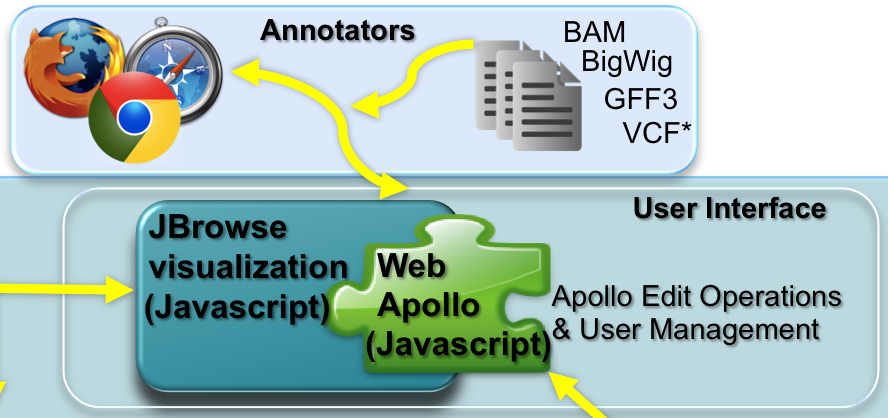 Annotators
BAM
BigWig
GFF3
VCF*
User Interface
JBrowse
visualization
(Javascript)
Web
Apollo
(Javascript)
Apollo Edit Operations
& User Management